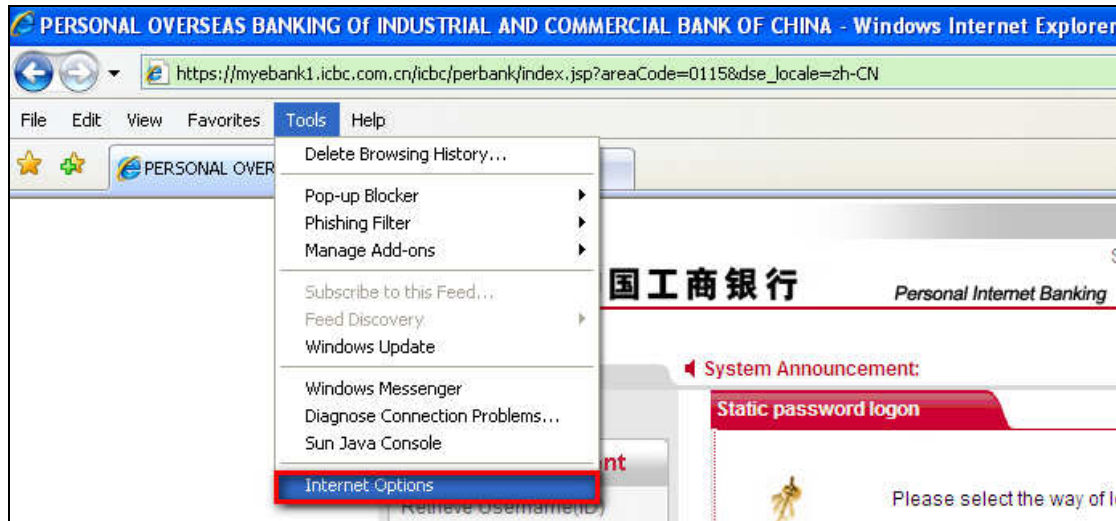 PERSONAL OVERSEAS BANKING Of INDUSTRIAL AND COMMERCIAL BANK OF CHINA - Windows Internet Explorer
https://myebank1.icbc.com.cn/icbc/perbank/index.jsp?areaCode=0115&dse_locale=zh-CN
File Edit View Favorites Tools Help
PERSONAL OVER
Delete Browsing History...
Pop-up Blocker
Phishing Filter
Manage Add-ons
Subscribe to this Feed...
Feed Discovery
Windows Update
Windows Messenger
Diagnose Connection Problems...
Sun Java Console
Internet Options
国工商银行 Personal Internet Banking
System Announcement:
Static password logon
nt
Retrieve Username(ID)
Please select the way of l